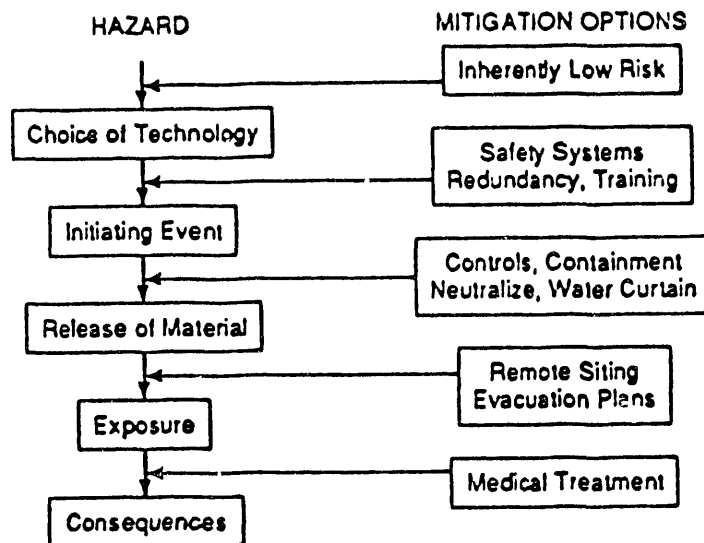 HAZARD
MITIGATION OPTIONS
Inherently Low Risk
Choice of Technology
Safety Systems
Redundancy, Training
Initiating Event
Controls, Containment
Neutralize, Water Curtain
Release of Material
Remote Siting
Evacuation Plans
Exposure
Medical Treatment
Consequences